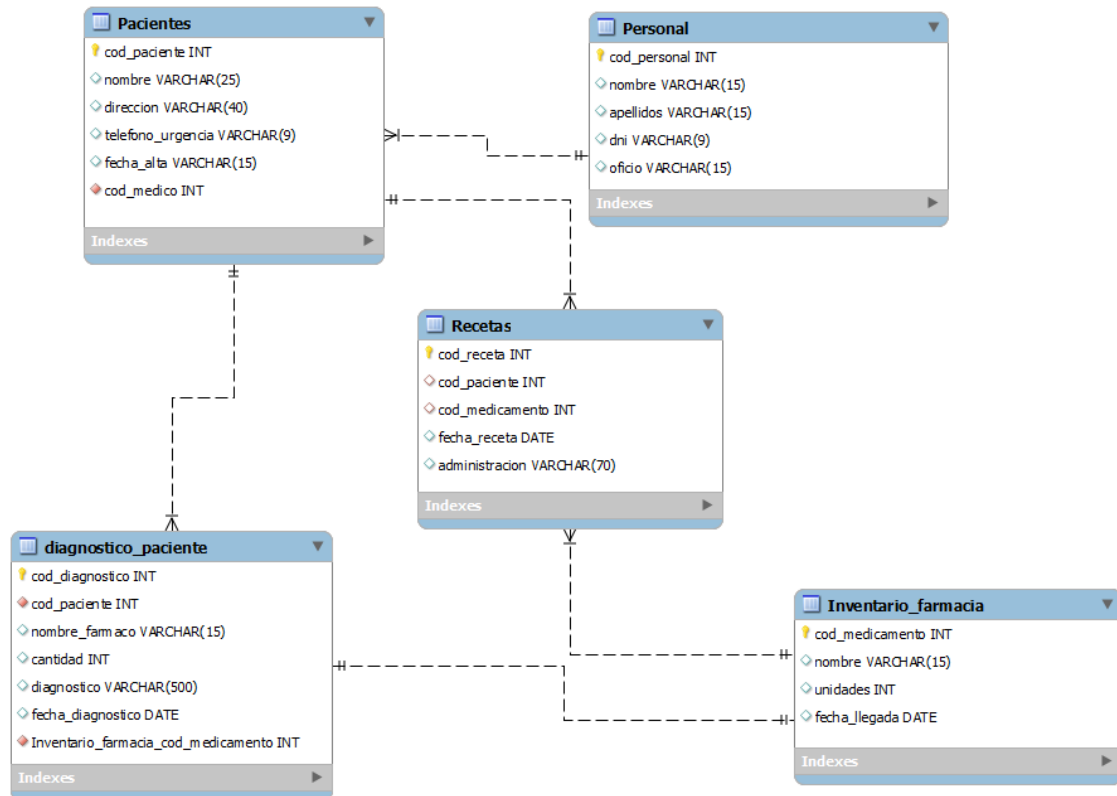 Pacientes
cod_paciente INT
nombre VARCHAR(25)
direccion VARCHAR(40)
telefono_urgencia VARCHAR(9)
fecha_alta VARCHAR(15)
cod_medico INT
Indexes
Personal
cod_personal INT
nombre VARCHAR(15)
apellidos VARCHAR(15)
dni VARCHAR(9)
oficio VARCHAR(15)
Indexes
Recetas
cod_receta INT
cod_paciente INT
cod_medicamento INT
fecha_receta DATE
administracion VARCHAR(70)
Indexes
diagnostico_paciente
cod_diagnostico INT
cod_paciente INT
nombre_farmaco VARCHAR(15)
cantidad INT
diagnostico VARCHAR(500)
fecha_diagnostico DATE
Inventario_farmacia_cod_medicamento INT
Indexes
Inventario_farmacia
cod_medicamento INT
nombre VARCHAR(15)
unidades INT
fecha_llegada DATE
Indexes